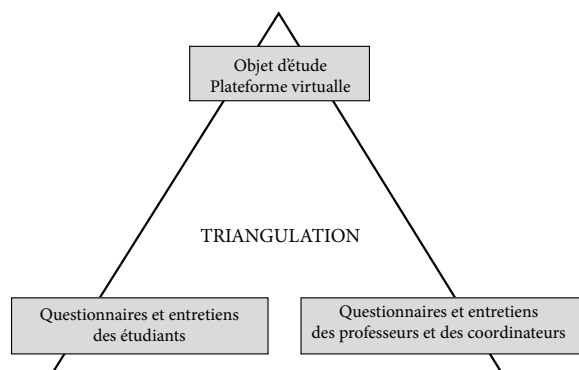 Objet d'étude
Plateforme virtualle
TRIANGULATION
Questionnaires et entretiens
des étudiants
Questionnaires et entretiens
des professeurs et des coordinateurs